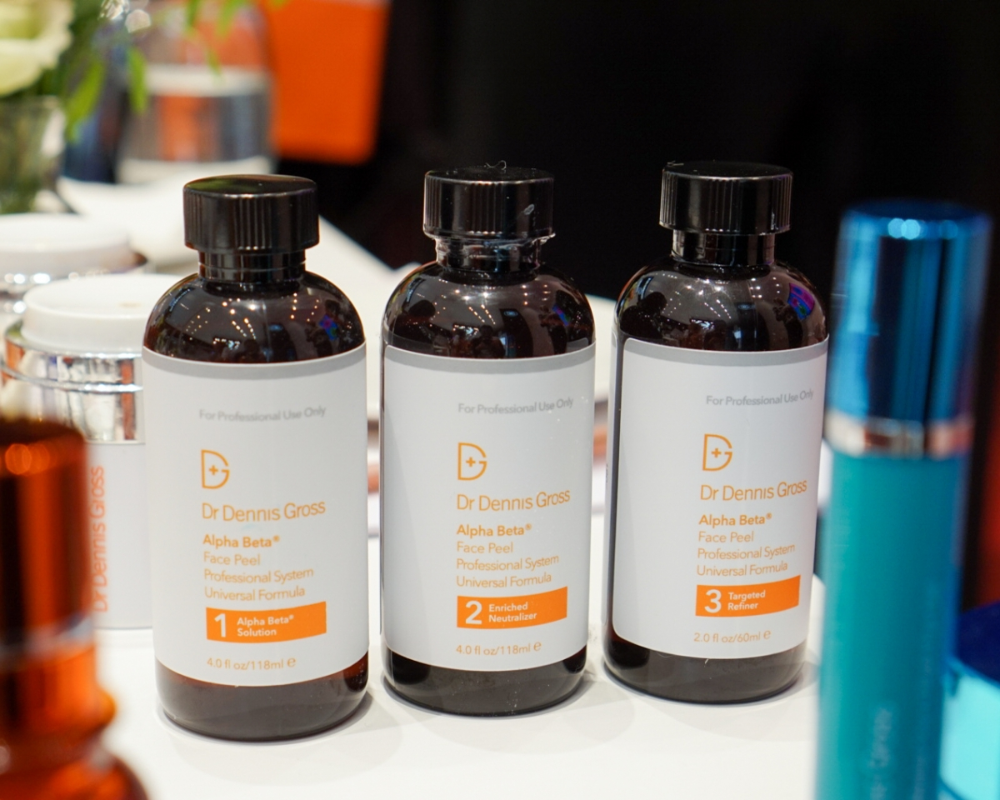 For Professional Use Only
Dr Dennis Gross
Alpha Beta®
Face Peel
Professional System
Universal Formula
1 Alpha Beta®
Solution
4.0 fl oz/118ml ℮
For Professional Use Only
Dr Dennis Gross
Alpha Beta®
Face Peel
Professional System
Universal Formula
2 Enriched
Neutralizer
4.0 fl oz/118ml ℮
For Professional Use Only
Dr Dennis Gross
Alpha Beta®
Face Peel
Professional System
Universal Formula
3 Targeted
Refiner
2.0 fl oz/60ml ℮
Dr Dennis Gross